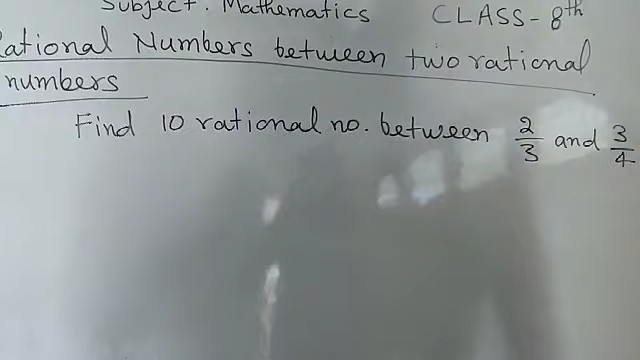 Subject. Mathematics CLASS - 8th
Rational Numbers between two rational
numbers
Find 10 rational no. between 2/3 and 3/4